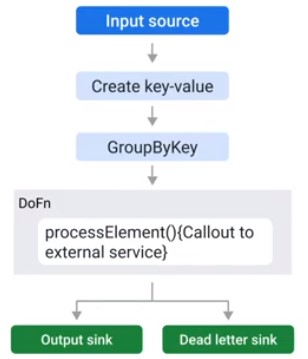 Input source
Create key-value
GroupByKey
DoFn
processElement(){Callout to
external service}
Output sink
Dead letter sink